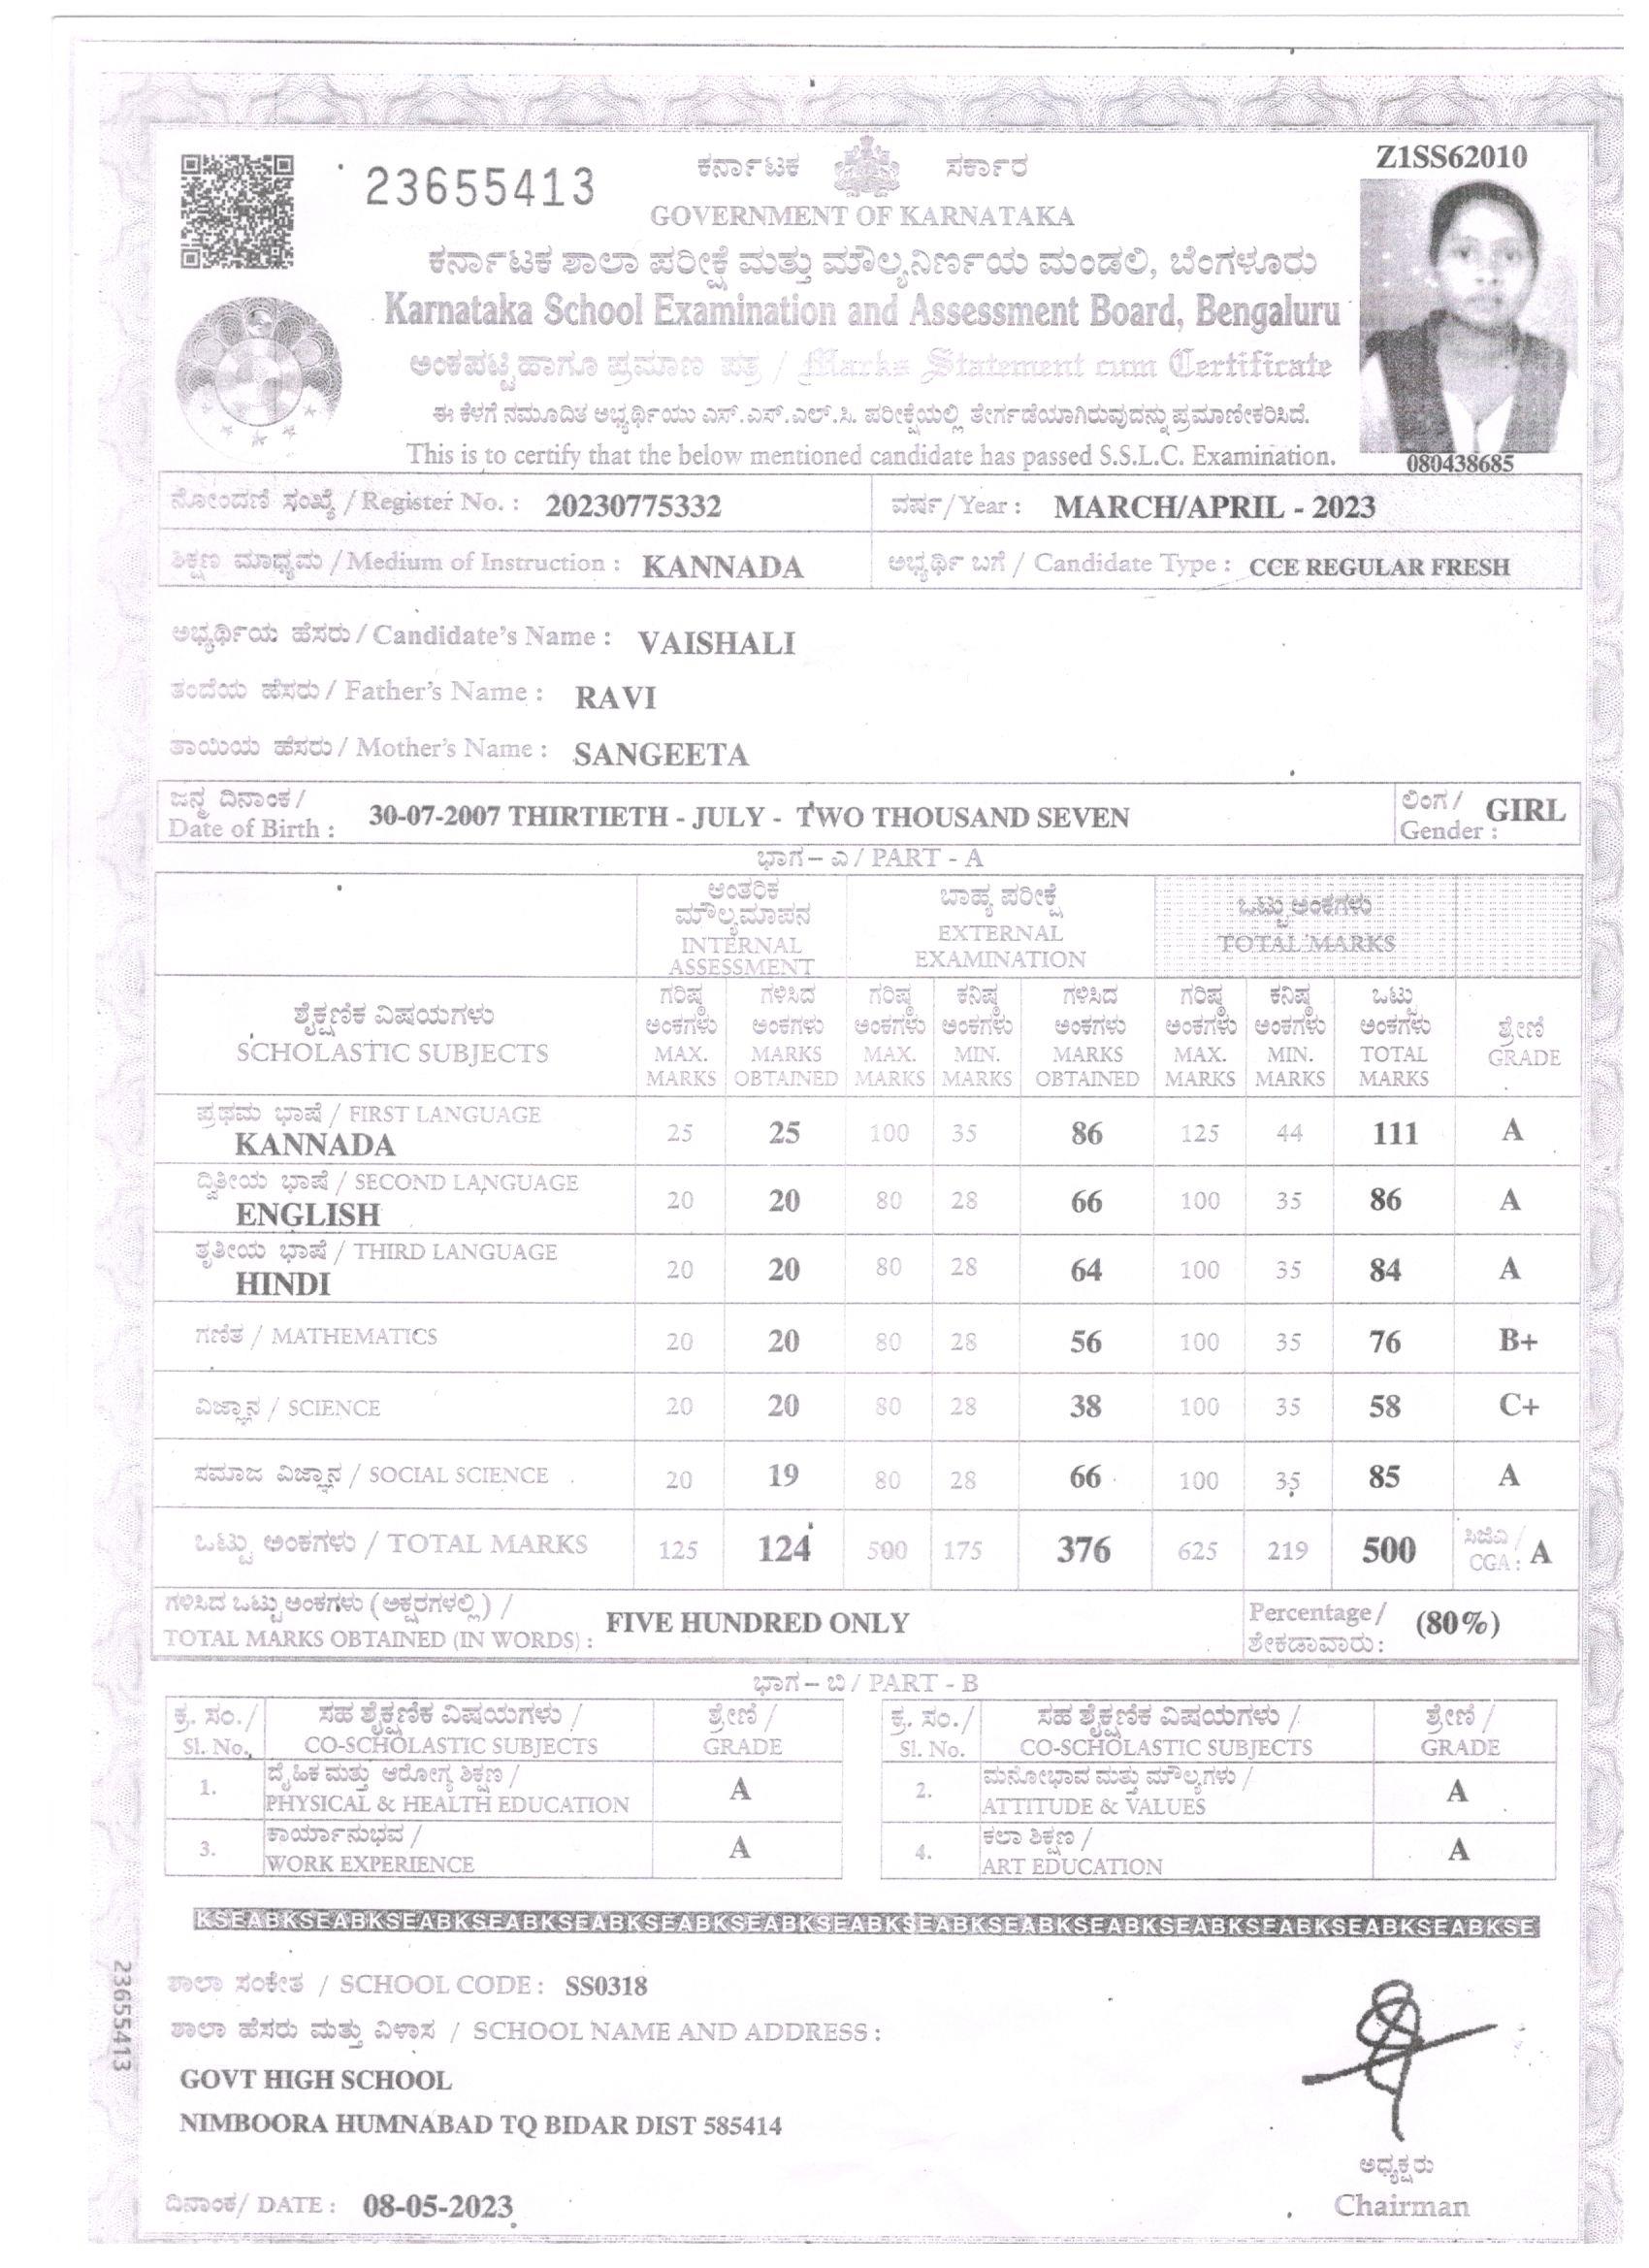 23655413
ಕರ್ನಾಟಕ ಸರ್ಕಾರ
Z1SS62010
GOVERNMENT OF KARNATAKA
ಕರ್ನಾಟಕ ಶಾಲಾ ಪರೀಕ್ಷೆ ಮತ್ತು ಮೌಲ್ಯನಿರ್ಣಯ ಮಂಡಲಿ, ಬೆಂಗಳೂರು
Karnataka School Examination and Assessment Board, Bengaluru
ಅಂಕಪಟ್ಟಿ ಹಾಗೂ ಪ್ರಮಾಣ ಪತ್ರ / Marks Statement cum Certificate
ಈ ಕೆಳಗೆ ನಮೂದಿತ ಅಭ್ಯರ್ಥಿಯು ಎಸ್.ಎಸ್.ಎಲ್.ಸಿ. ಪರೀಕ್ಷೆಯಲ್ಲಿ ತೇರ್ಗಡೆಯಾಗಿರುವುದನ್ನು ಪ್ರಮಾಣೀಕರಿಸಿದೆ.
This is to certify that the below mentioned candidate has passed S.S.L.C. Examination.
080438685
ನೋಂದಣಿ ಸಂಖ್ಯೆ / Register No. : 20230775332 ವರ್ಷ / Year : MARCH/APRIL - 2023
ಶಿಕ್ಷಣ ಮಾಧ್ಯಮ / Medium of Instruction : KANNADA ಅಭ್ಯರ್ಥಿ ಬಗೆ / Candidate Type : CCE REGULAR FRESH
ಅಭ್ಯರ್ಥಿಯ ಹೆಸರು / Candidate's Name : VAISHALI
ತಂದೆಯ ಹೆಸರು / Father's Name : RAVI
ತಾಯಿಯ ಹೆಸರು / Mother's Name : SANGEETA
ಜನ್ಮ ದಿನಾಂಕ / ಲಿಂಗ /
Date of Birth : 30-07-2007 THIRTIETH - JULY - TWO THOUSAND SEVEN Gender : GIRL
ಭಾಗ – ಎ / PART - A
ಆಂತರಿಕ ಮೌಲ್ಯಮಾಪನ ಬಾಹ್ಯ ಪರೀಕ್ಷೆ ಒಟ್ಟು ಅಂಕಗಳು
INTERNAL ASSESSMENT EXTERNAL EXAMINATION TOTAL MARKS
ಶೈಕ್ಷಣಿಕ ವಿಷಯಗಳು ಗರಿಷ್ಠ ಅಂಕಗಳು ಗಳಿಸಿದ ಅಂಕಗಳು ಗರಿಷ್ಠ ಅಂಕಗಳು ಕನಿಷ್ಠ ಅಂಕಗಳು ಗಳಿಸಿದ ಅಂಕಗಳು ಗರಿಷ್ಠ ಅಂಕಗಳು ಕನಿಷ್ಠ ಅಂಕಗಳು ಒಟ್ಟು ಅಂಕಗಳು ಶ್ರೇಣಿ
SCHOLASTIC SUBJECTS MAX. MARKS MARKS OBTAINED MAX. MARKS MIN. MARKS MARKS OBTAINED MAX. MARKS MIN. MARKS TOTAL MARKS GRADE
ಪ್ರಥಮ ಭಾಷೆ / FIRST LANGUAGE
KANNADA 25 25 100 35 86 125 44 111 A
ದ್ವಿತೀಯ ಭಾಷೆ / SECOND LANGUAGE
ENGLISH 20 20 80 28 66 100 35 86 A
ತೃತೀಯ ಭಾಷೆ / THIRD LANGUAGE
HINDI 20 20 80 28 64 100 35 84 A
ಗಣಿತ / MATHEMATICS 20 20 80 28 56 100 35 76 B+
ವಿಜ್ಞಾನ / SCIENCE 20 20 80 28 38 100 35 58 C+
ಸಮಾಜ ವಿಜ್ಞಾನ / SOCIAL SCIENCE 20 19 80 28 66 100 35 85 A
ಒಟ್ಟು ಅಂಕಗಳು / TOTAL MARKS 125 124 500 175 376 625 219 500 ಸಿಜಿಎ / CGA : A
ಗಳಿಸಿದ ಒಟ್ಟು ಅಂಕಗಳು (ಅಕ್ಷರಗಳಲ್ಲಿ) / Percentage /
TOTAL MARKS OBTAINED (IN WORDS) : FIVE HUNDRED ONLY ಶೇಕಡಾವಾರು : (80%)
ಭಾಗ – ಬಿ / PART - B
ಕ್ರ. ಸಂ. / ಸಹ ಶೈಕ್ಷಣಿಕ ವಿಷಯಗಳು / ಶ್ರೇಣಿ / ಕ್ರ. ಸಂ. / ಸಹ ಶೈಕ್ಷಣಿಕ ವಿಷಯಗಳು / ಶ್ರೇಣಿ /
Sl. No. CO-SCHOLASTIC SUBJECTS GRADE Sl. No. CO-SCHOLASTIC SUBJECTS GRADE
1. ದೈಹಿಕ ಮತ್ತು ಆರೋಗ್ಯ ಶಿಕ್ಷಣ / PHYSICAL & HEALTH EDUCATION A 2. ಮನೋಭಾವ ಮತ್ತು ಮೌಲ್ಯಗಳು / ATTITUDE & VALUES A
3. ಕಾರ್ಯಾನುಭವ / WORK EXPERIENCE A 4. ಕಲಾ ಶಿಕ್ಷಣ / ART EDUCATION A
KSEABKSEABKSEABKSEABKSEABKSEABKSEABKSEABKSEABKSEABKSEABKSEABKSEABKSEABKSEABKSE
ಶಾಲಾ ಸಂಕೇತ / SCHOOL CODE : SS0318
ಶಾಲಾ ಹೆಸರು ಮತ್ತು ವಿಳಾಸ / SCHOOL NAME AND ADDRESS :
GOVT HIGH SCHOOL
NIMBOORA HUMNABAD TQ BIDAR DIST 585414
23655413
ಅಧ್ಯಕ್ಷರು
ದಿನಾಂಕ/ DATE : 08-05-2023 Chairman